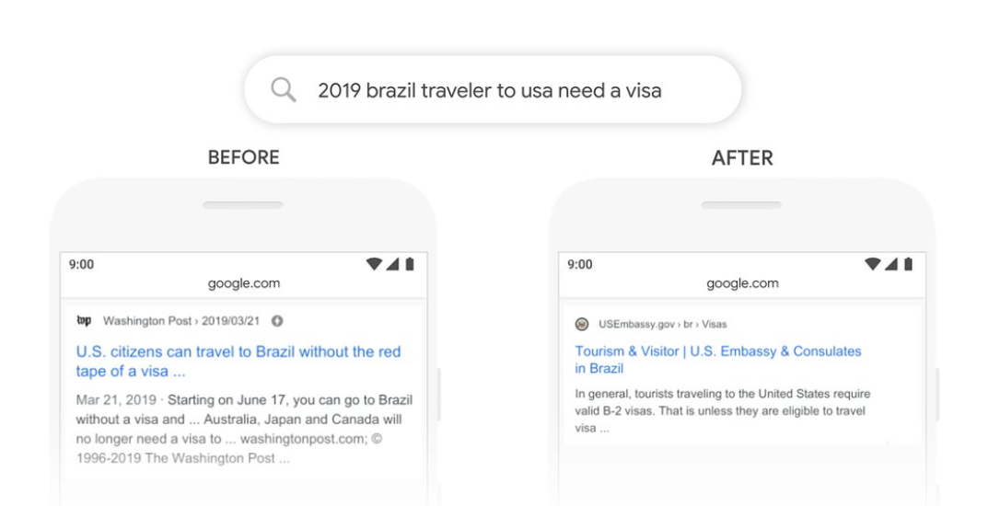 2019 brazil traveler to usa need a visa
BEFORE
9:00
google.com
wp Washington Post › 2019/03/21
U.S. citizens can travel to Brazil without the red
tape of a visa ...
Mar 21, 2019 · Starting on June 17, you can go to Brazil
without a visa and ... Australia, Japan and Canada will
no longer need a visa to ... washingtonpost.com; ©
1996-2019 The Washington Post ...
AFTER
9:00
google.com
USEmbassy.gov › br › Visas
Tourism & Visitor | U.S. Embassy & Consulates
in Brazil
In general, tourists traveling to the United States require
valid B-2 visas. That is unless they are eligible to travel
visa ...